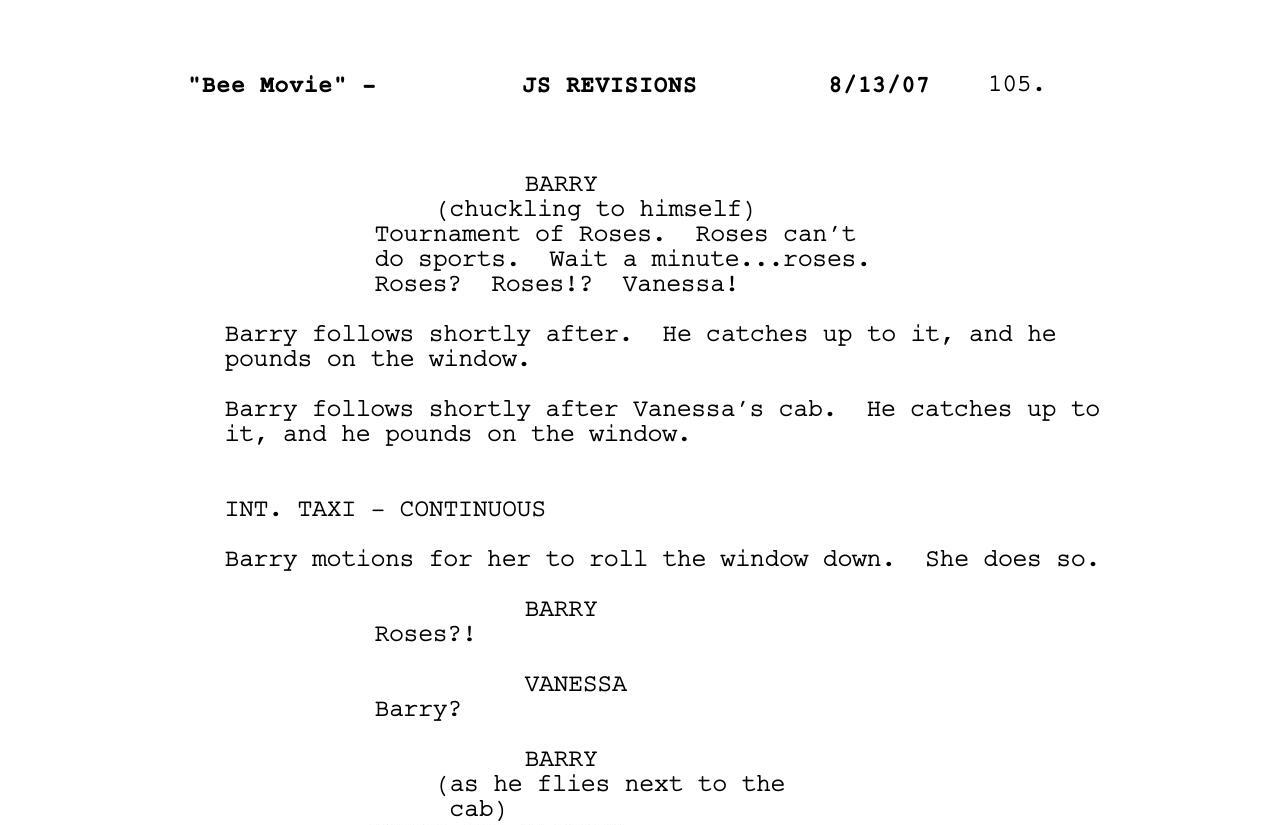 "Bee Movie" - JS REVISIONS 8/13/07 105.
BARRY
(chuckling to himself)
Tournament of Roses.  Roses can't
do sports.  Wait a minute...roses.
Roses?  Roses!?  Vanessa!
Barry follows shortly after.  He catches up to it, and he
pounds on the window.
Barry follows shortly after Vanessa's cab.  He catches up to
it, and he pounds on the window.
INT. TAXI - CONTINUOUS
Barry motions for her to roll the window down.  She does so.
BARRY
Roses?!
VANESSA
Barry?
BARRY
(as he flies next to the
cab)